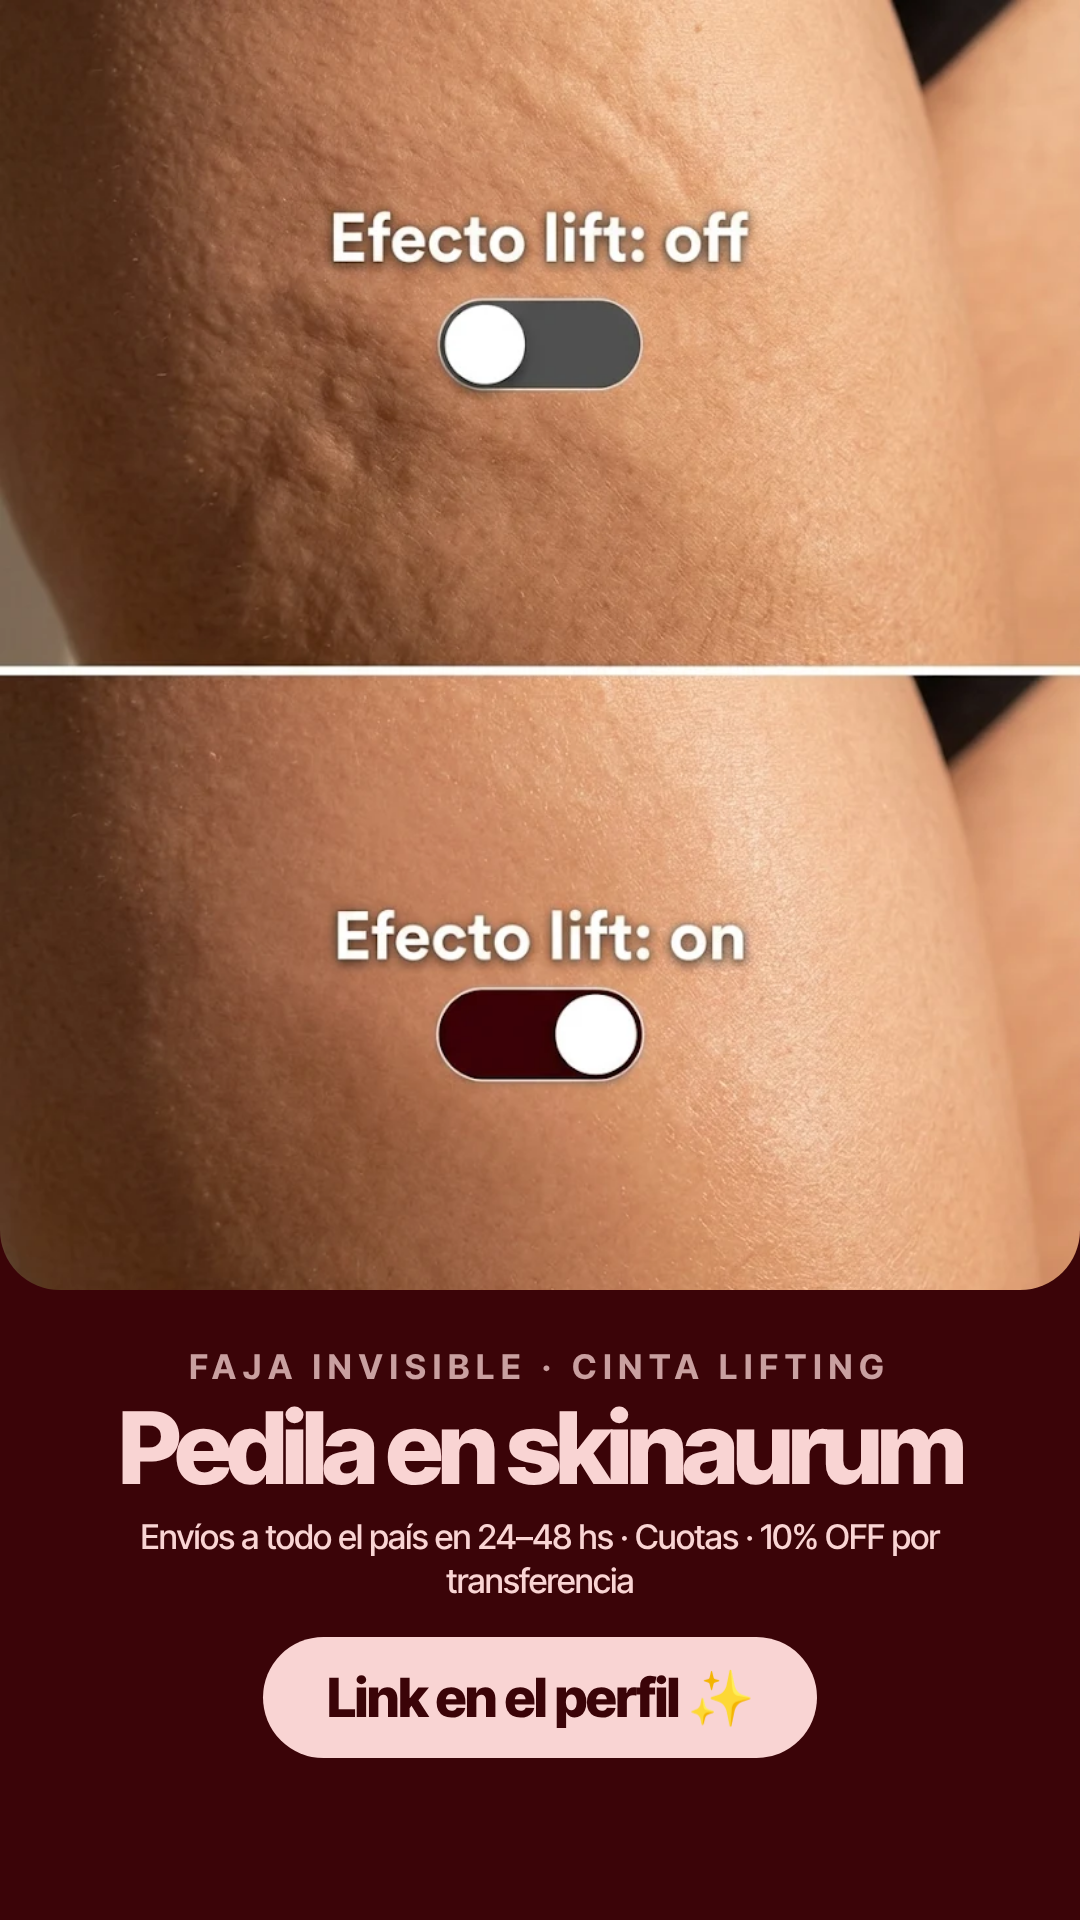 Efecto lift: off
Efecto lift: on
FAJA INVISIBLE · CINTA LIFTING
Pedila en skinaurum
Envíos a todo el país en 24–48 hs · Cuotas · 10% OFF por
transferencia
Link en el perfil ✨